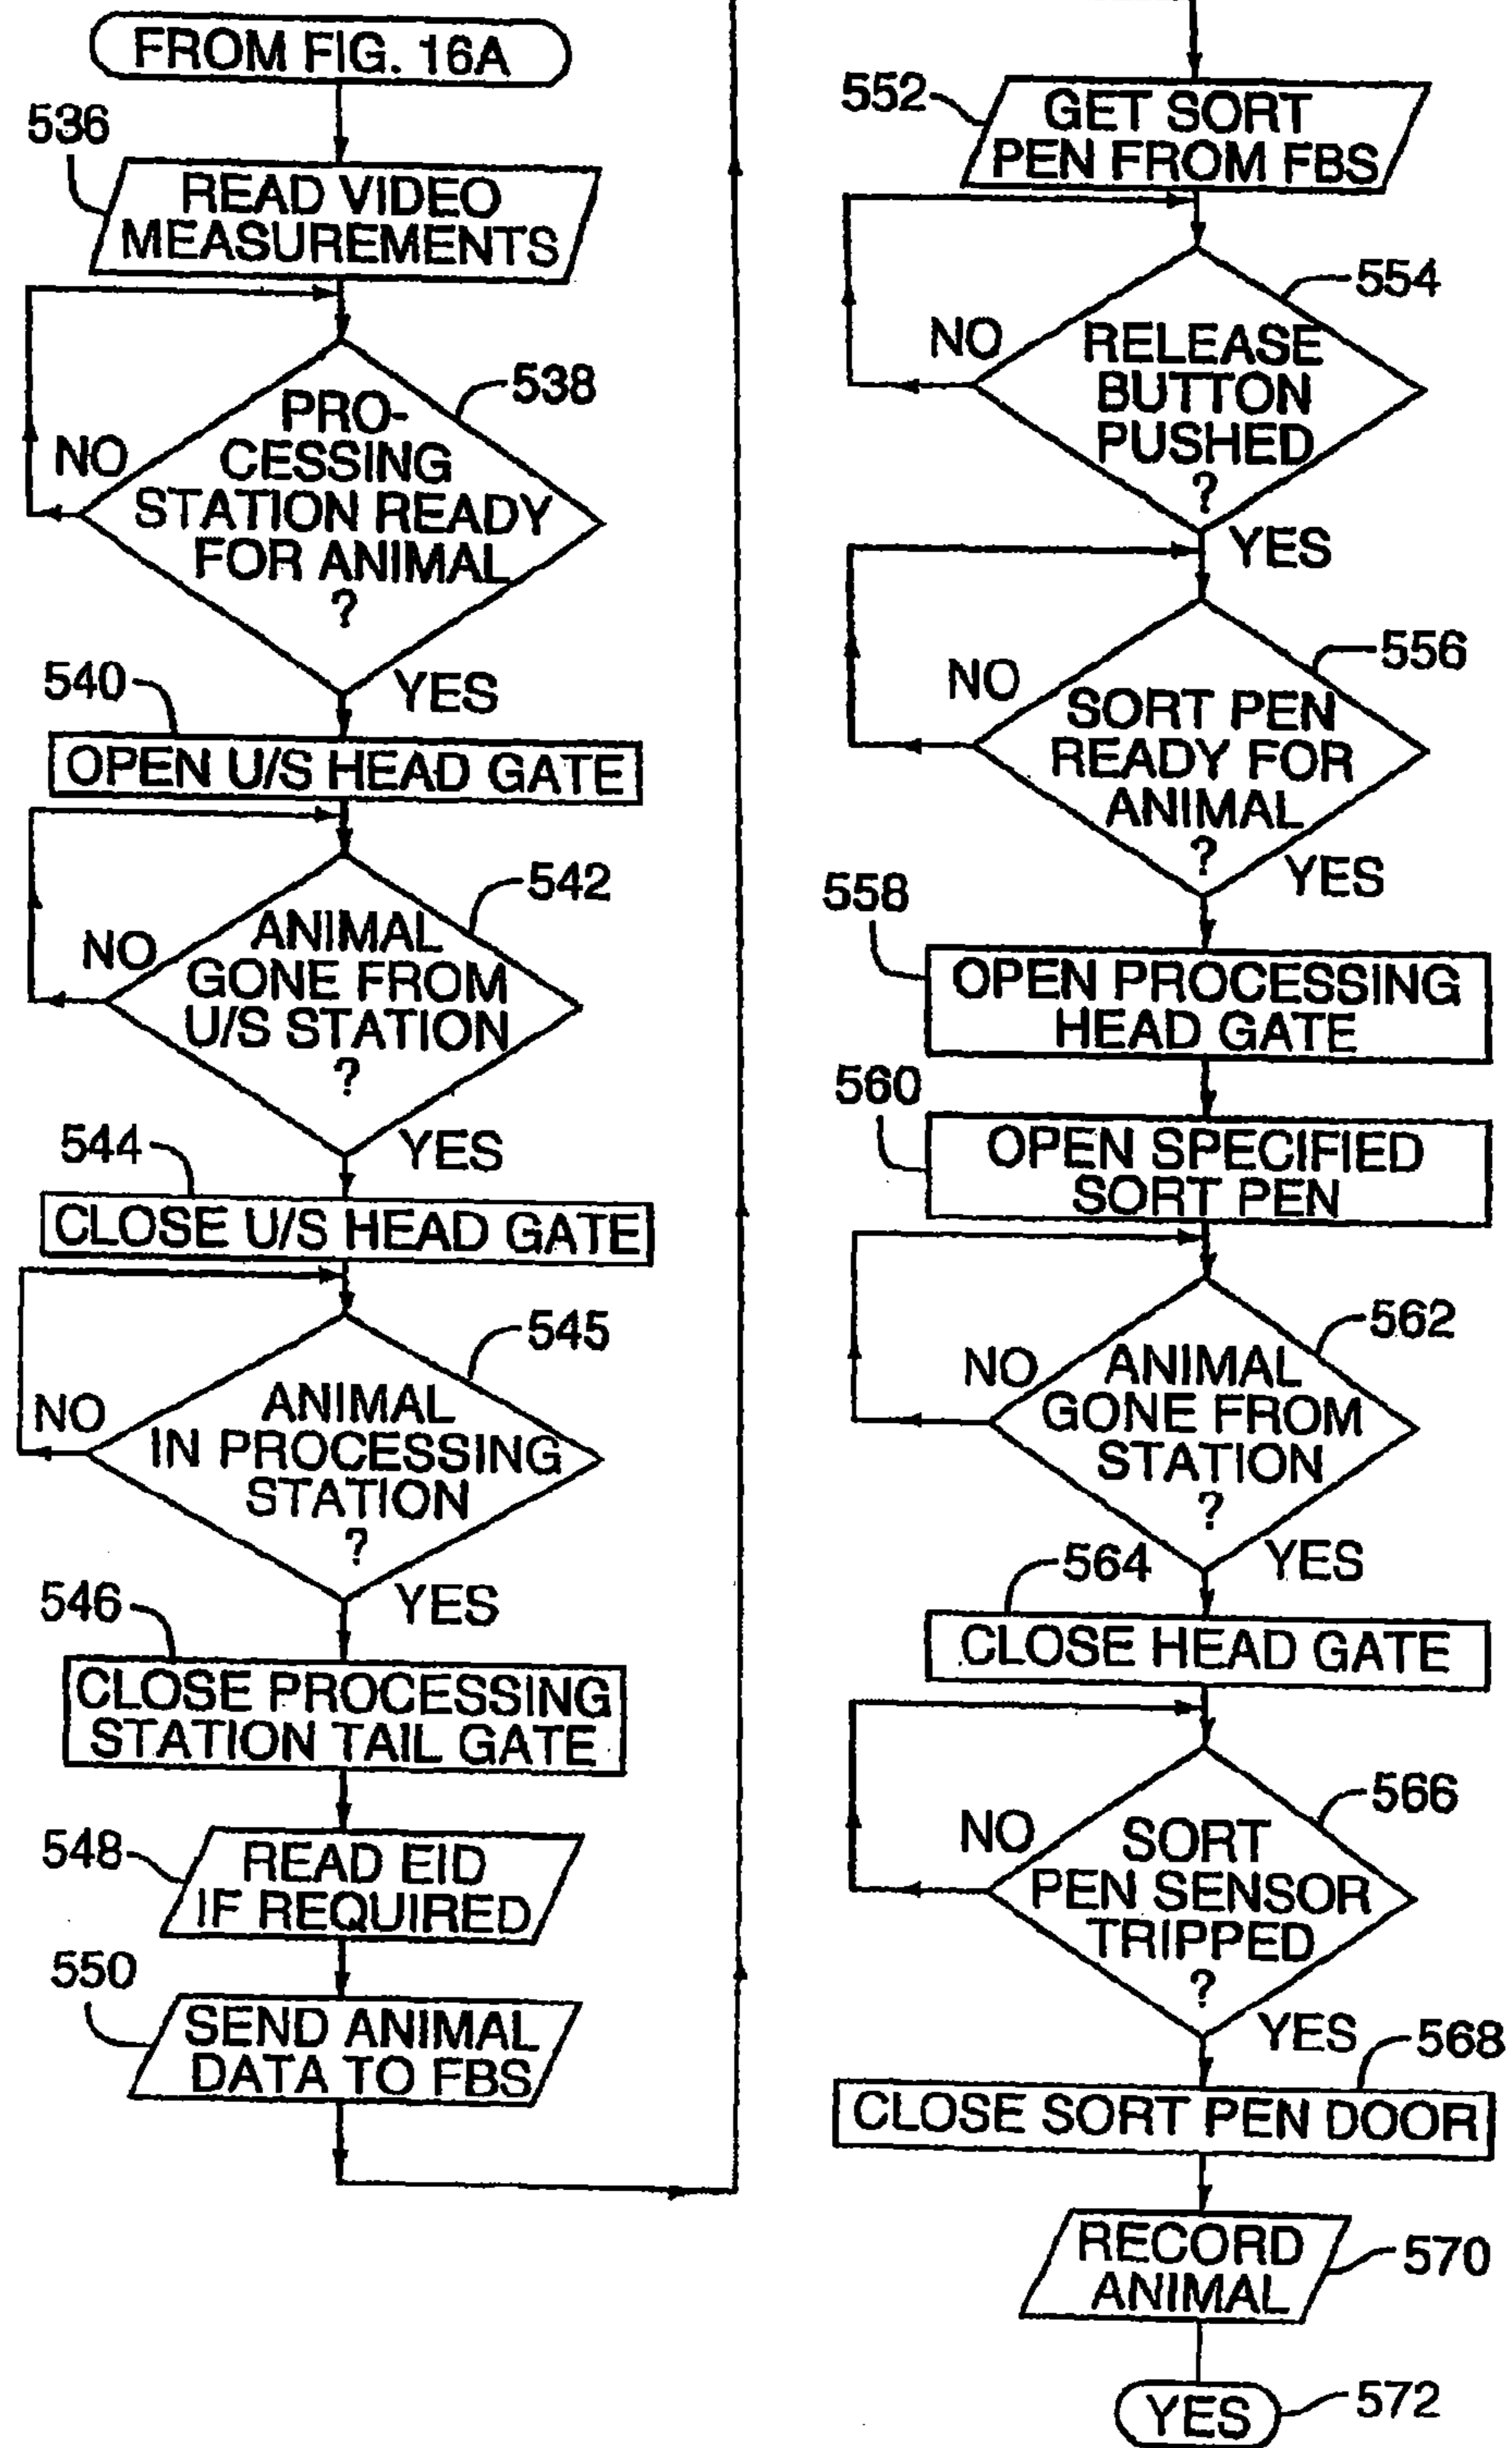 FROM FIG. 16A
536
READ VIDEO
MEASUREMENTS
538
PRO-
CESSING
STATION READY
FOR ANIMAL
?
NO
YES
540
OPEN U/S HEAD GATE
542
ANIMAL
GONE FROM
U/S STATION
?
NO
YES
544
CLOSE U/S HEAD GATE
545
ANIMAL
IN PROCESSING
STATION
?
NO
YES
546
CLOSE PROCESSING
STATION TAIL GATE
548
READ EID
IF REQUIRED
550
SEND ANIMAL
DATA TO FBS
552
GET SORT
PEN FROM FBS
554
NO
RELEASE
BUTTON
PUSHED
?
YES
556
NO
SORT PEN
READY FOR
ANIMAL
?
YES
558
OPEN PROCESSING
HEAD GATE
560
OPEN SPECIFIED
SORT PEN
562
NO
ANIMAL
GONE FROM
STATION
?
YES
564
CLOSE HEAD GATE
566
NO
SORT
PEN SENSOR
TRIPPED
?
YES
568
CLOSE SORT PEN DOOR
RECORD
ANIMAL
570
YES
572